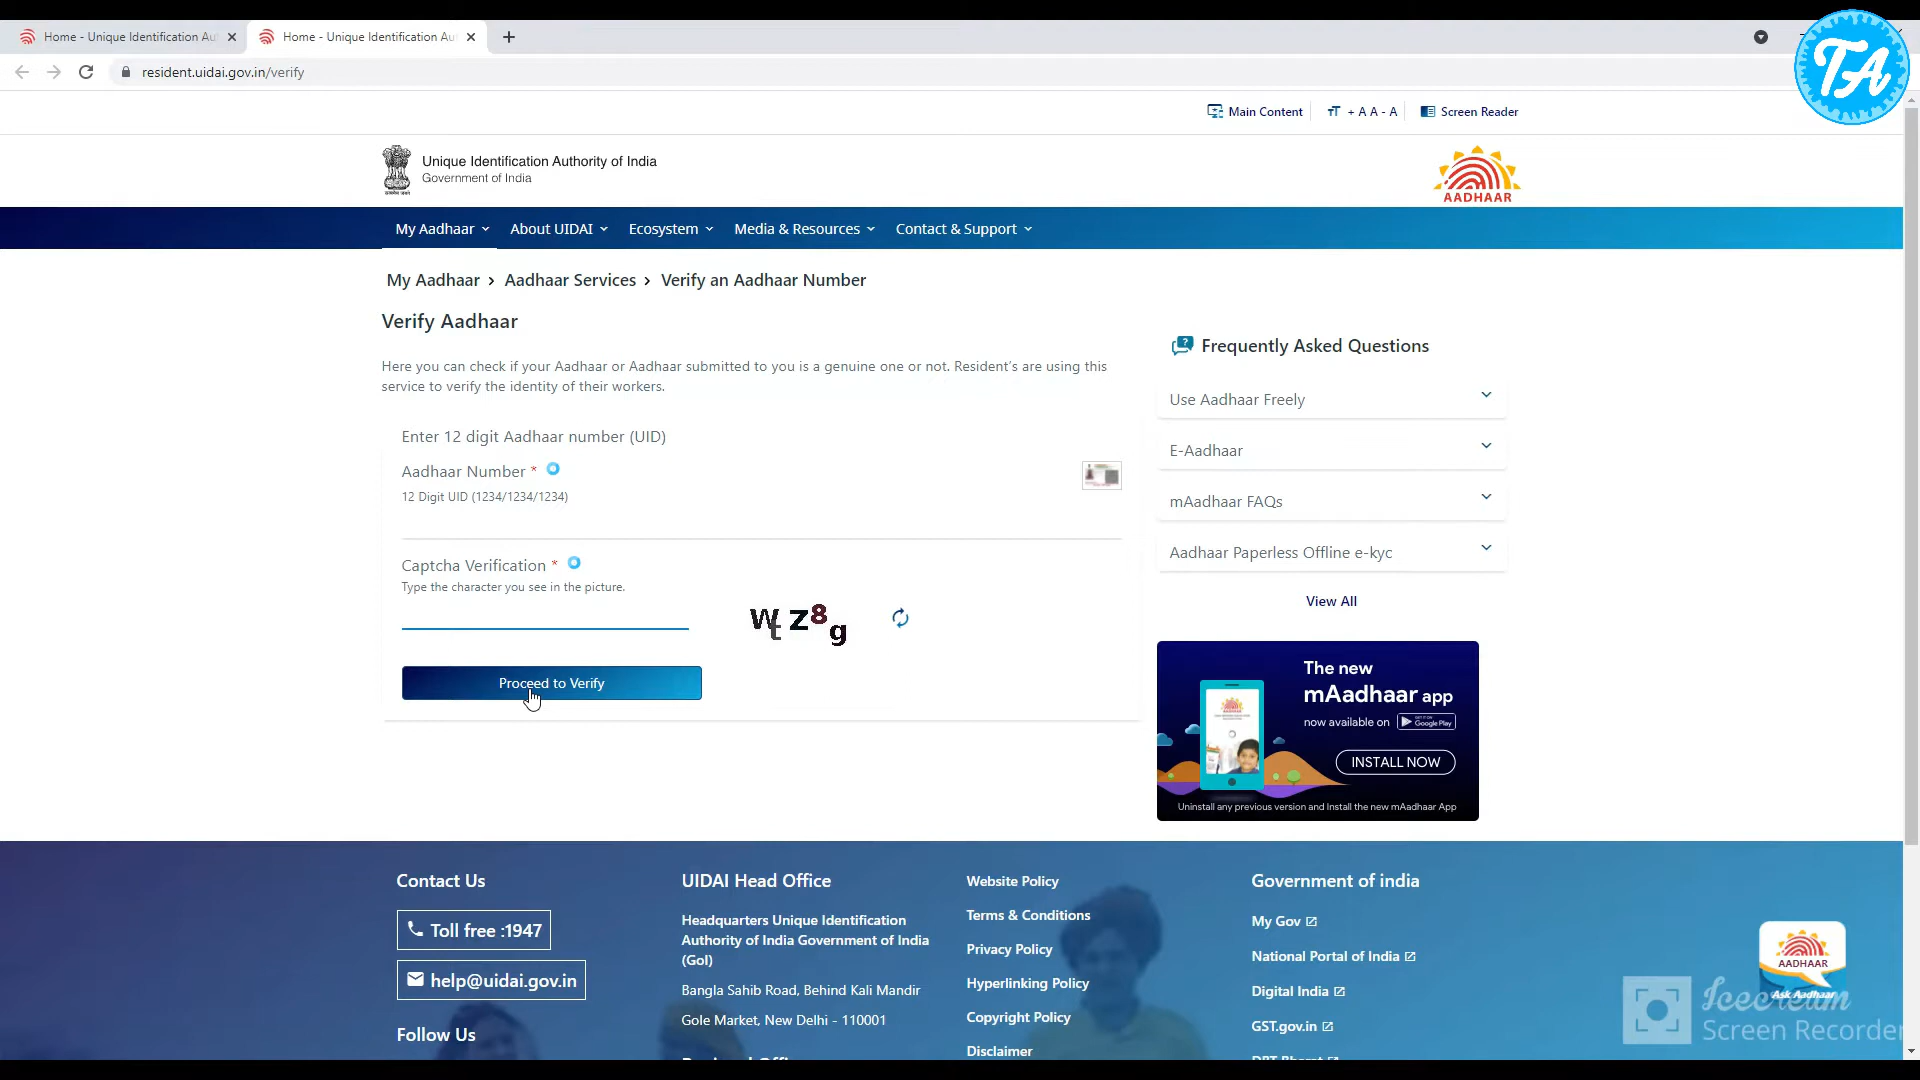 Home - Unique Identification Au
Home - Unique Identification Au
resident.uidai.gov.in/verify
TA
Main Content
+ A A - A
Screen Reader
Unique Identification Authority of India
Government of India
AADHAAR
My Aadhaar
About UIDAI
Ecosystem
Media & Resources
Contact & Support
My Aadhaar › Aadhaar Services › Verify an Aadhaar Number
Verify Aadhaar
Here you can check if your Aadhaar or Aadhaar submitted to you is a genuine one or not. Resident’s are using this
service to verify the identity of their workers.
Enter 12 digit Aadhaar number (UID)
Aadhaar Number *
12 Digit UID (1234/1234/1234)
Captcha Verification *
Type the character you see in the picture.
Wtz8g
Proceed to Verify
Frequently Asked Questions
Use Aadhaar Freely
E-Aadhaar
mAadhaar FAQs
Aadhaar Paperless Offline e-kyc
View All
The new
mAadhaar app
now available on
GET IT ON
Google Play
INSTALL NOW
Uninstall any previous version and Install the new mAadhaar App
Contact Us
Toll free :1947
help@uidai.gov.in
Follow Us
UIDAI Head Office
Headquarters Unique Identification
Authority of India Government of India
(GoI)
Bangla Sahib Road, Behind Kali Mandir
Gole Market, New Delhi - 110001
Website Policy
Terms & Conditions
Privacy Policy
Hyperlinking Policy
Copyright Policy
Disclaimer
Government of india
My Gov
National Portal of India
Digital India
GST.gov.in
AADHAAR
Ask Aadhaar
Icecream
Screen Recorder